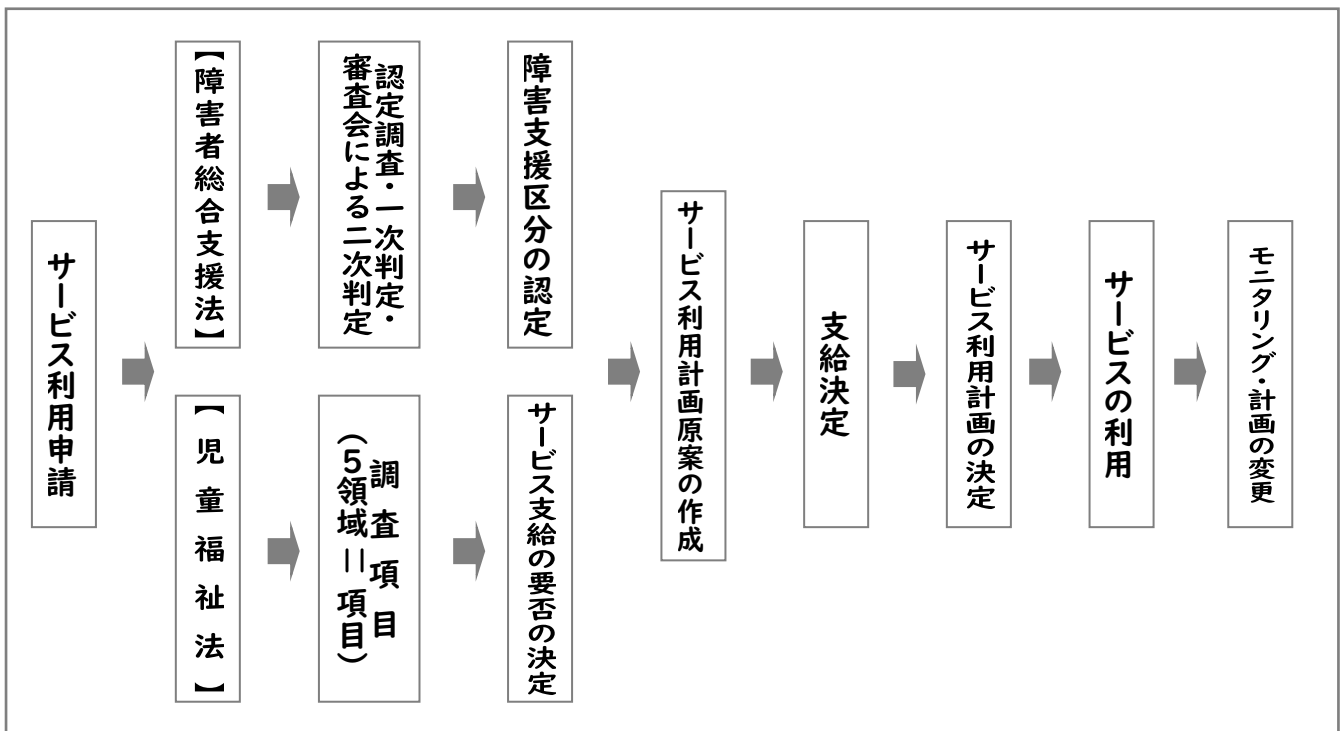 サービス利用申請
【障害者総合支援法】
認定調査・一次判定・
審査会による二次判定
障害支援区分の認定
【児童福祉法】
調査項目
(5領域11項目)
サービス支給の要否の決定
サービス利用計画原案の作成
支給決定
サービス利用計画の決定
サービスの利用
モニタリング・計画の変更